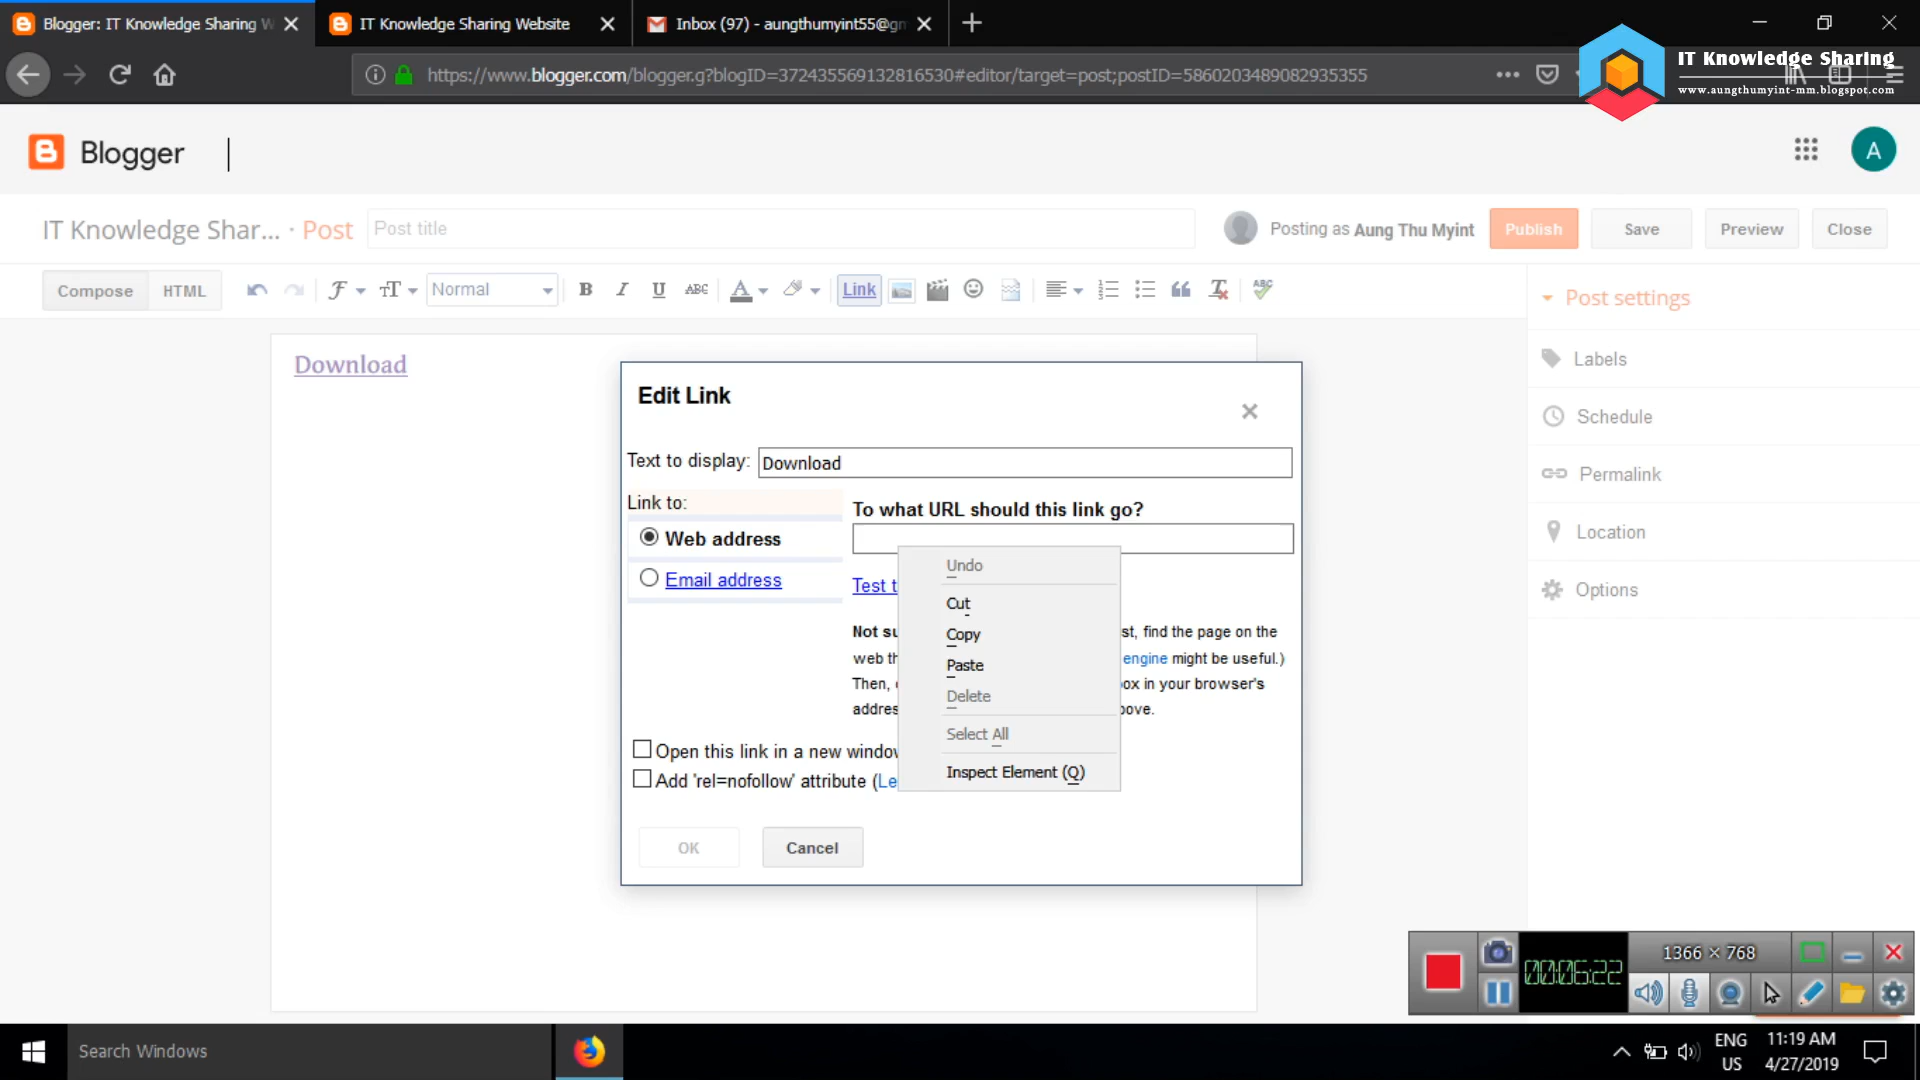 Blogger: IT Knowledge Sharing W
IT Knowledge Sharing Website
Inbox (97) - aungthumyint55@gm
https://www.blogger.com/blogger.g?blogID=372435569132816530#editor/target=post;postID=5860203489082935355
IT Knowledge Sharing
www.aungthumyint-mm.blogspot.com
Blogger
A
IT Knowledge Shar... · Post
Post title
Posting as Aung Thu Myint
Publish
Save
Preview
Close
Compose
HTML
Normal
Link
Post settings
Labels
Schedule
Permalink
Location
Options
Download
Edit Link
Text to display: Download
Link to:
To what URL should this link go?
Web address
Email address
Test t
Undo
Cut
Copy
Paste
Delete
Select All
Inspect Element (Q)
Not su
st, find the page on the
web th
engine might be useful.)
Then,
ox in your browser's
addres
ove.
Open this link in a new window
Add 'rel=nofollow' attribute (Le
OK
Cancel
1366 × 768
00:06:22
Search Windows
ENG
US
11:19 AM
4/27/2019